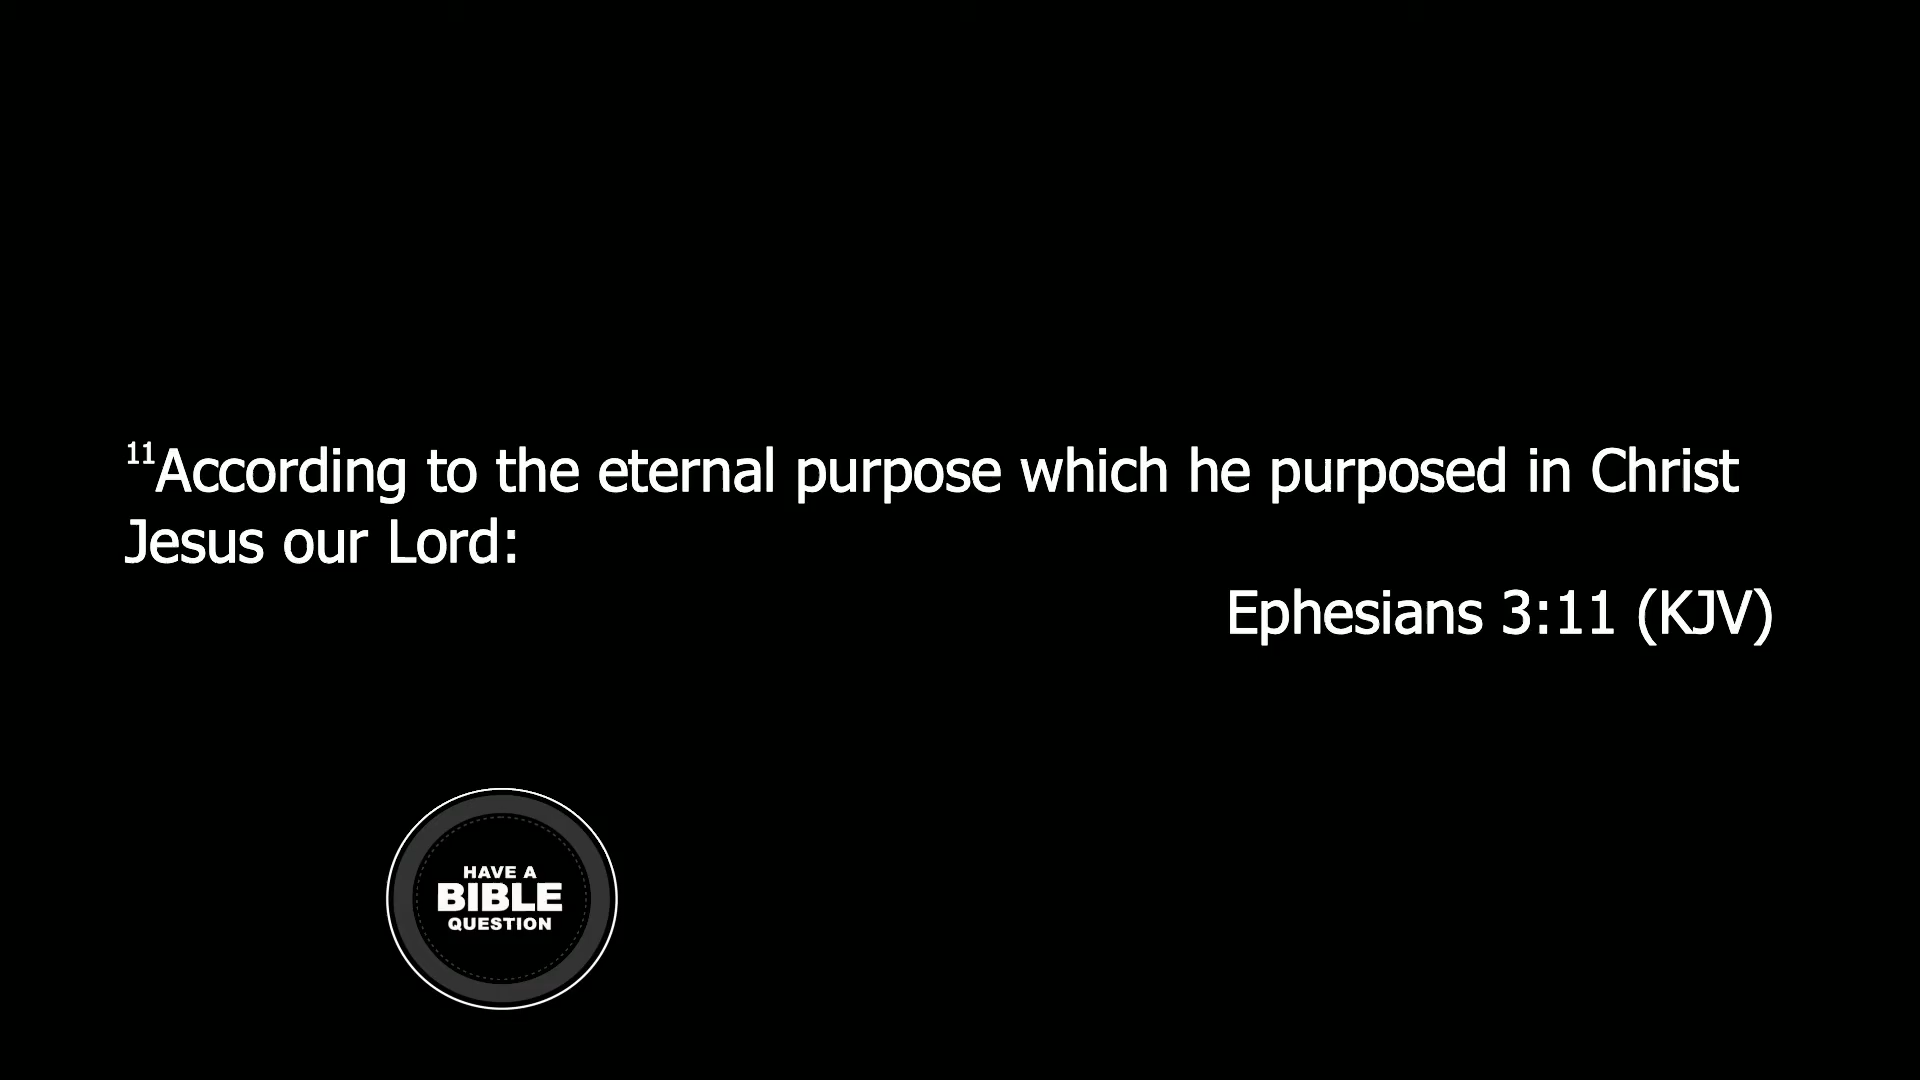 11According to the eternal purpose which he purposed in Christ
Jesus our Lord:
Ephesians 3:11 (KJV)
HAVE A
BIBLE
QUESTION